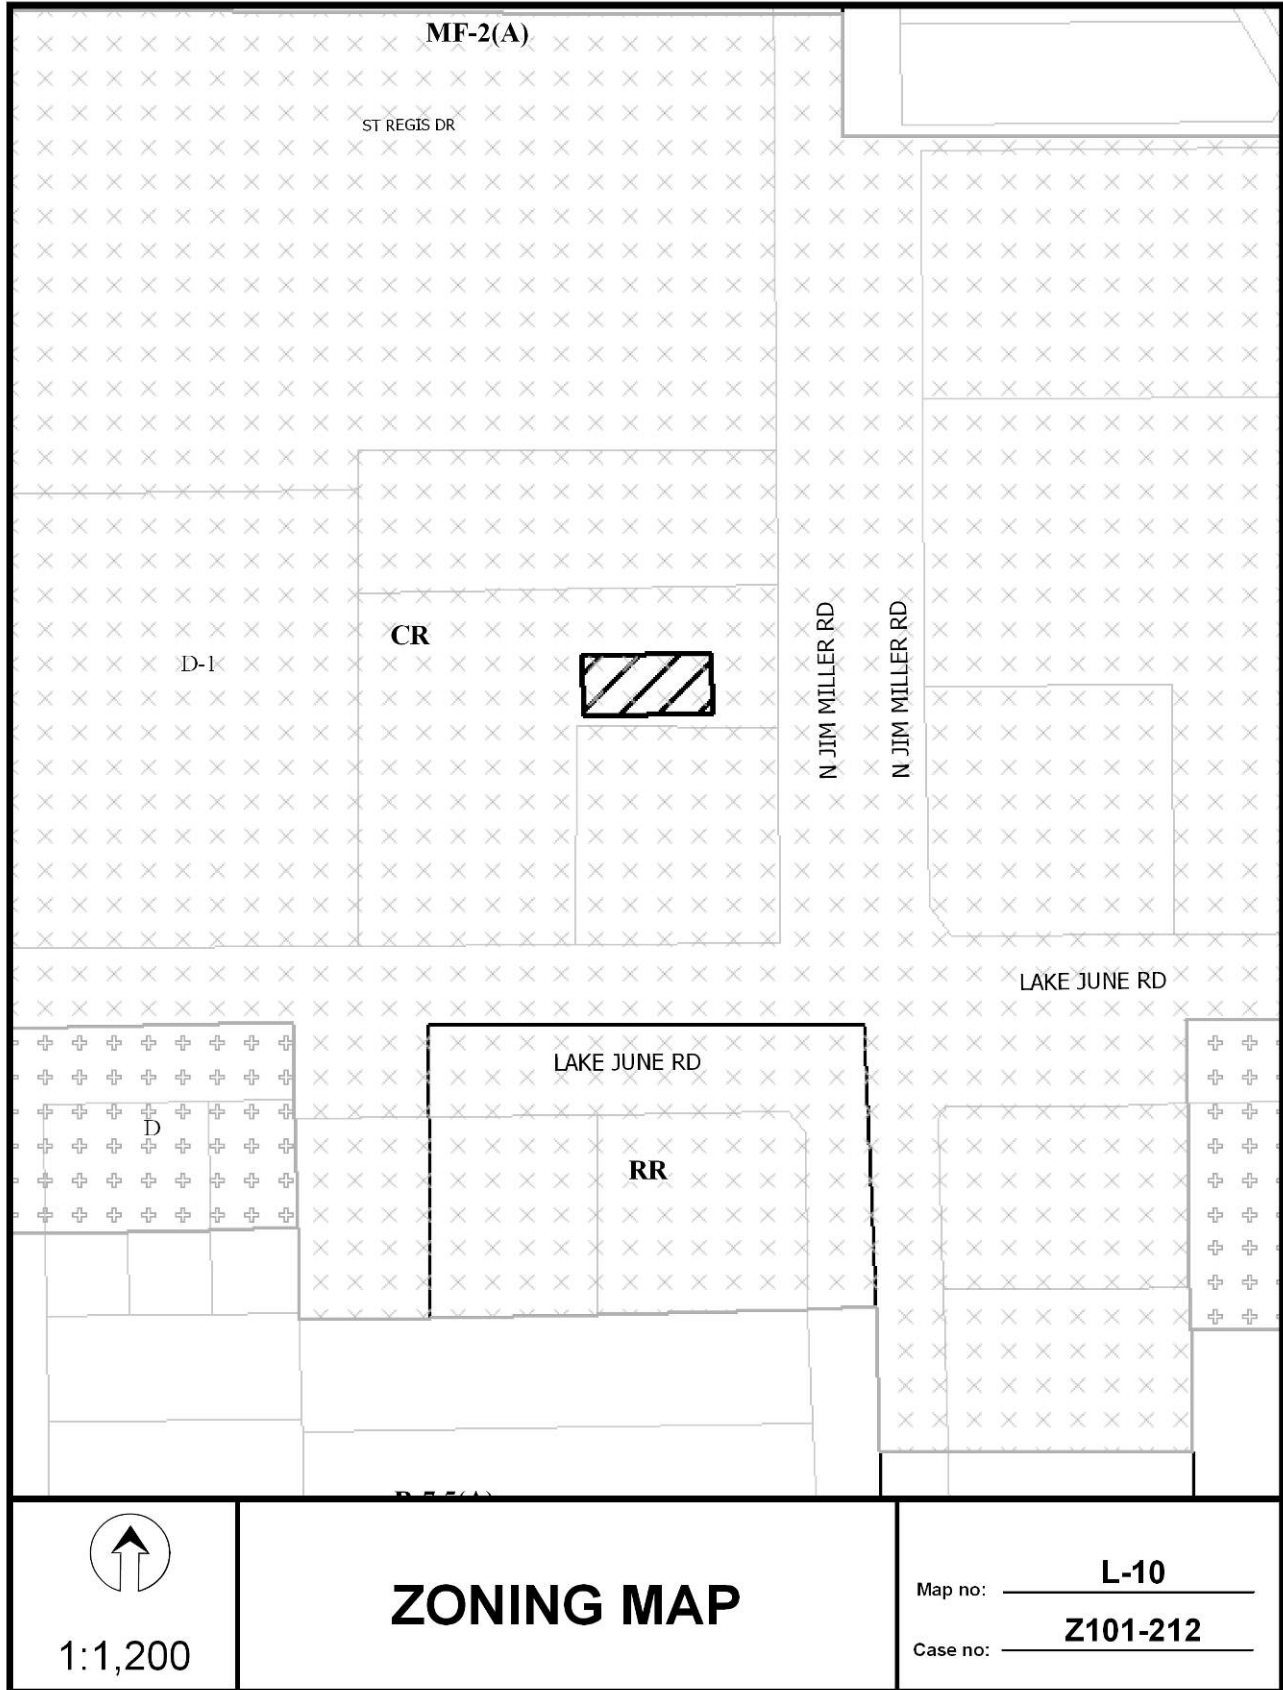 MF-2(A)
ST REGIS DR
CR
D-1
N JIM MILLER RD
N JIM MILLER RD
LAKE JUNE RD
LAKE JUNE RD
D
RR
1:1,200
ZONING MAP
Map no: L-10
Case no: Z101-212